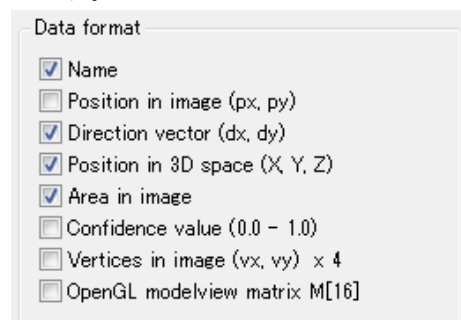 Data format
Name
Position in image (px, py)
Direction vector (dx, dy)
Position in 3D space (X, Y, Z)
Area in image
Confidence value (0.0 - 1.0)
Vertices in image (vx, vy) x 4
OpenGL modelview matrix M[16]